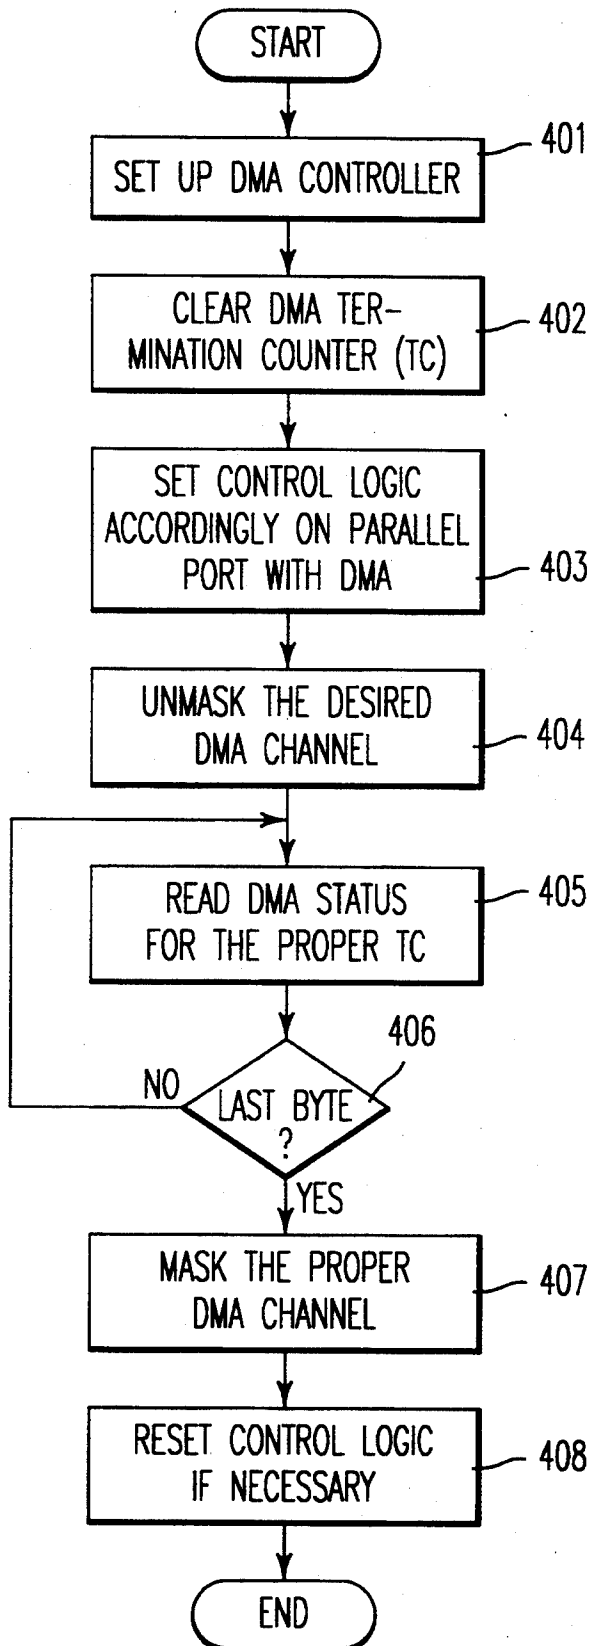 START
401
SET UP DMA CONTROLLER
CLEAR DMA TER-
MINATION COUNTER (TC)
402
SET CONTROL LOGIC
ACCORDINGLY ON PARALLEL
PORT WITH DMA
403
UNMASK THE DESIRED
DMA CHANNEL
404
READ DMA STATUS
FOR THE PROPER TC
405
406
NO
LAST BYTE
?
YES
MASK THE PROPER
DMA CHANNEL
407
RESET CONTROL LOGIC
IF NECESSARY
408
END